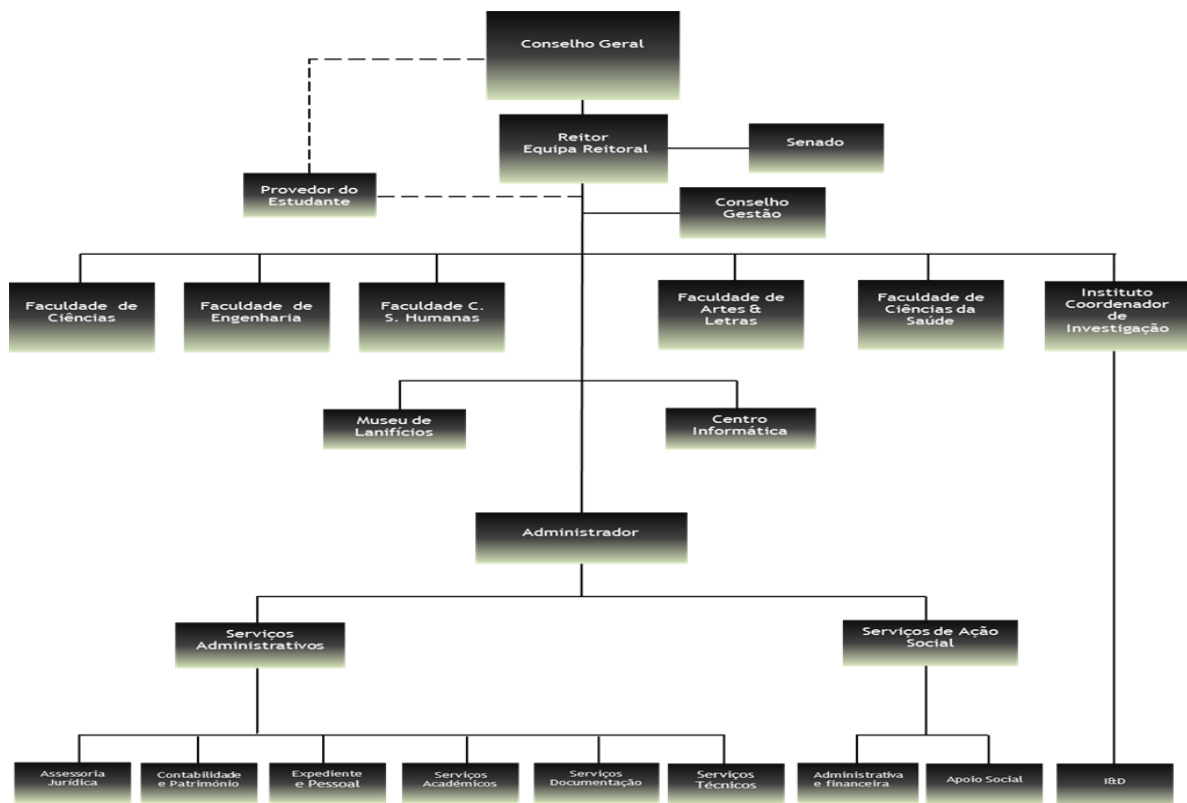 Conselho Geral
Reitor
Equipa Reitoral
Senado
Provedor do
Estudante
Conselho
Gestão
Faculdade de
Ciências
Faculdade de
Engenharia
Faculdade C.
S. Humanas
Faculdade de
Artes &
Letras
Faculdade de
Ciências da
Saúde
Instituto
Coordenador
de
Investigação
Museu de
Lanifícios
Centro
Informática
Administrador
Serviços
Administrativos
Serviços de Ação
Social
Assessoria
Jurídica
Contabilidade
e Património
Expediente
e Pessoal
Serviços
Académicos
Serviços
Documentação
Serviços
Técnicos
Administrativa
e financeira
Apoio Social
I&D